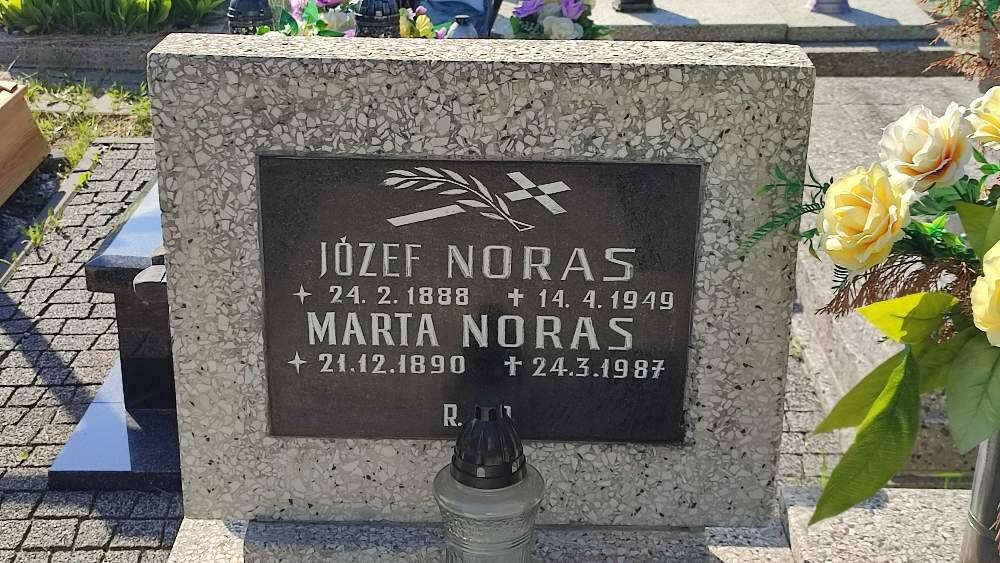 JÓZEF NORAS
✦ 24. 2. 1888 ✝ 14. 4. 1949
MARTA NORAS
✦ 21.12.1890 ✝ 24.3.1987
R.